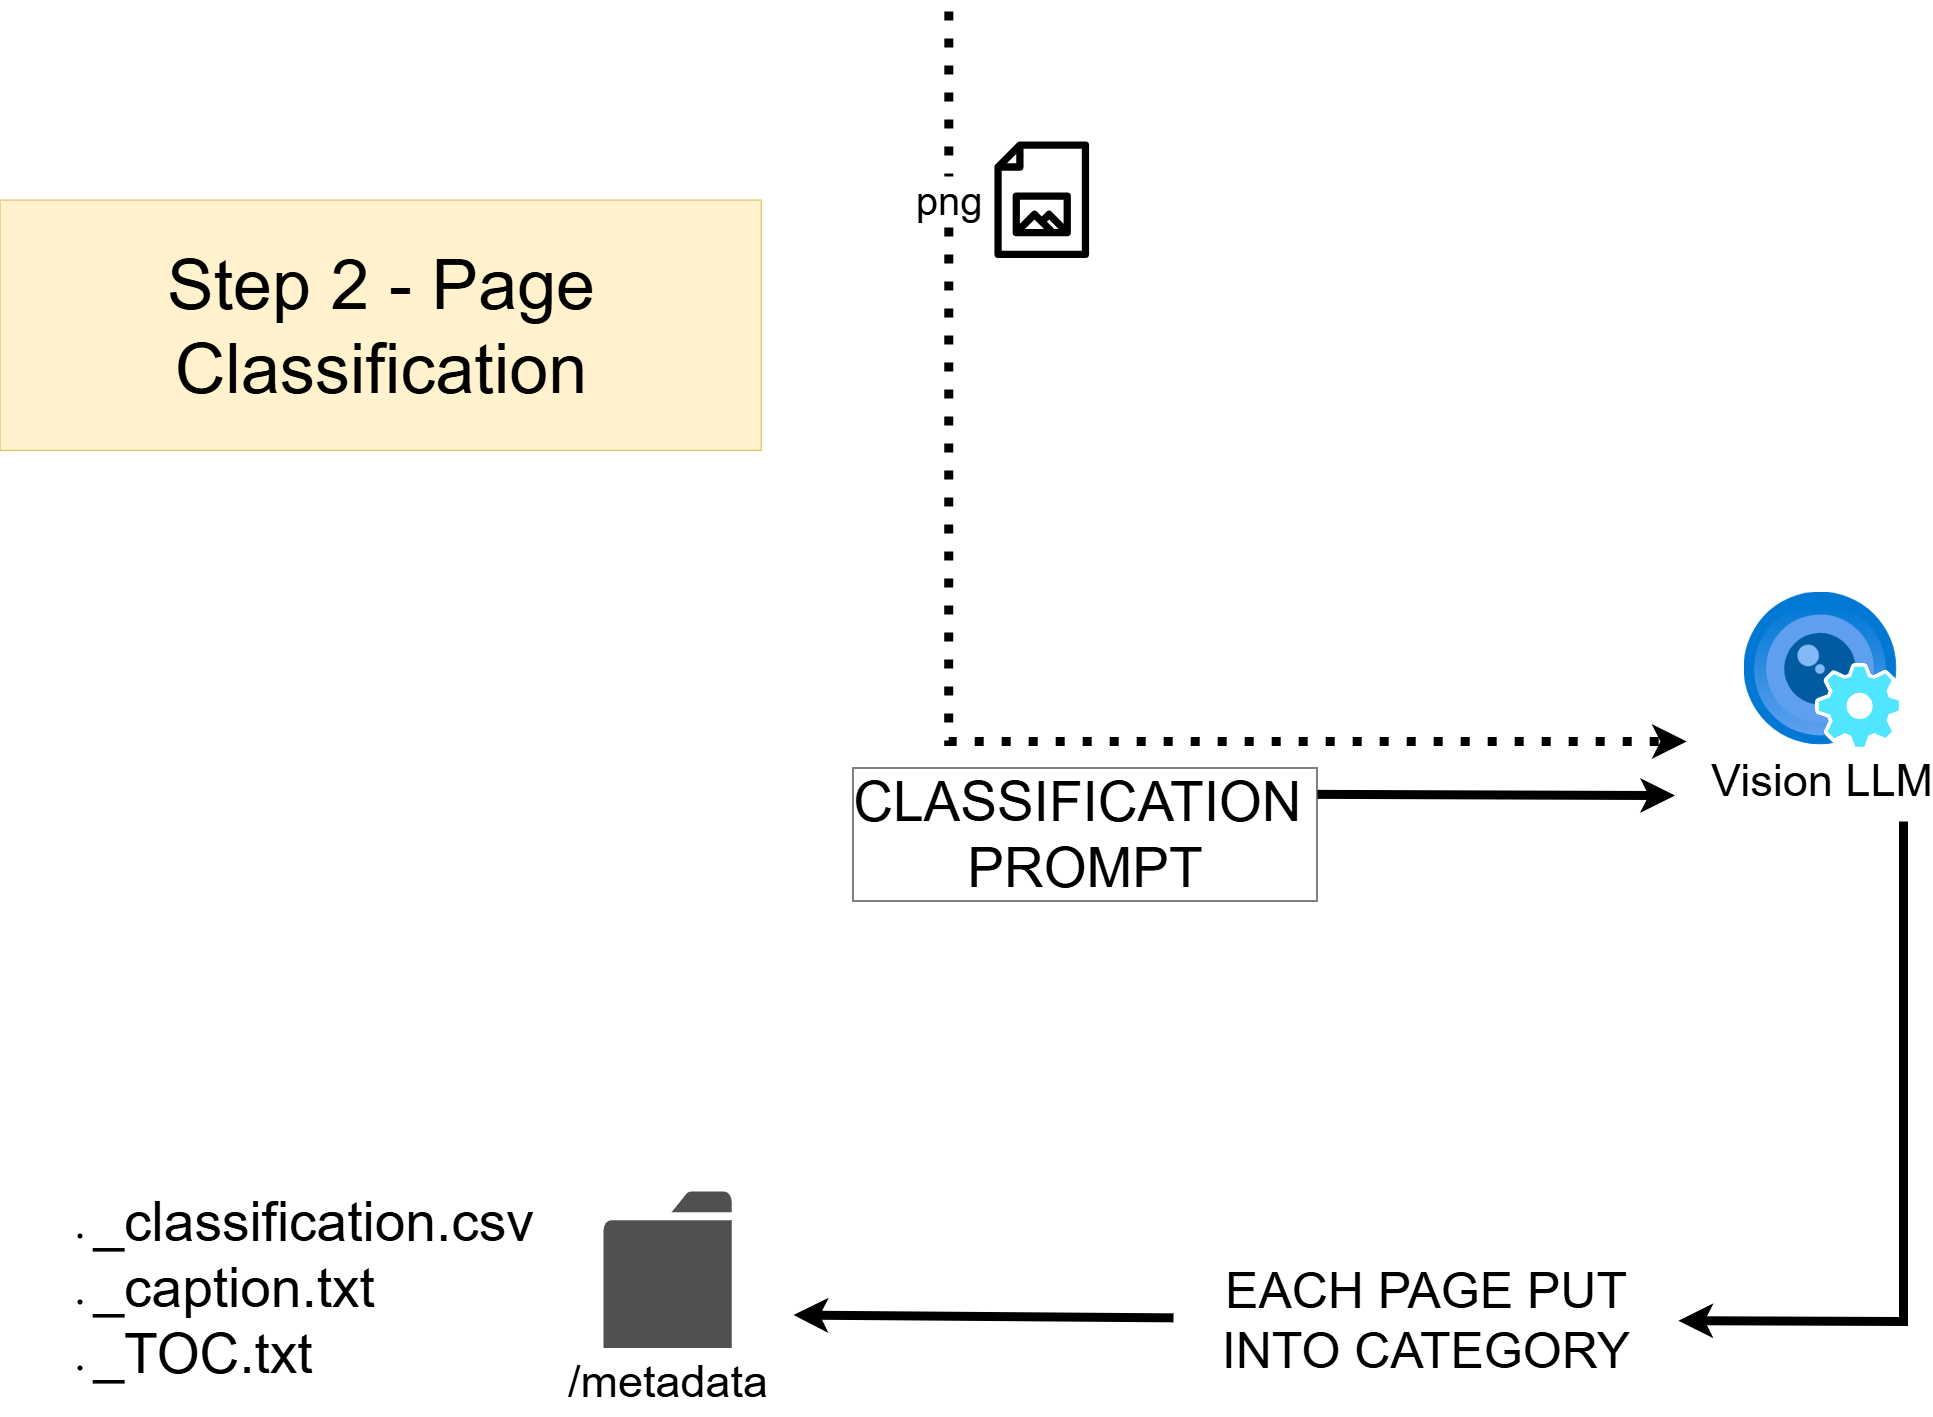 png
Step 2 - Page
Classification
Vision LLM
CLASSIFICATION
PROMPT
. _classification.csv
. _caption.txt
. _TOC.txt
/metadata
EACH PAGE PUT
INTO CATEGORY